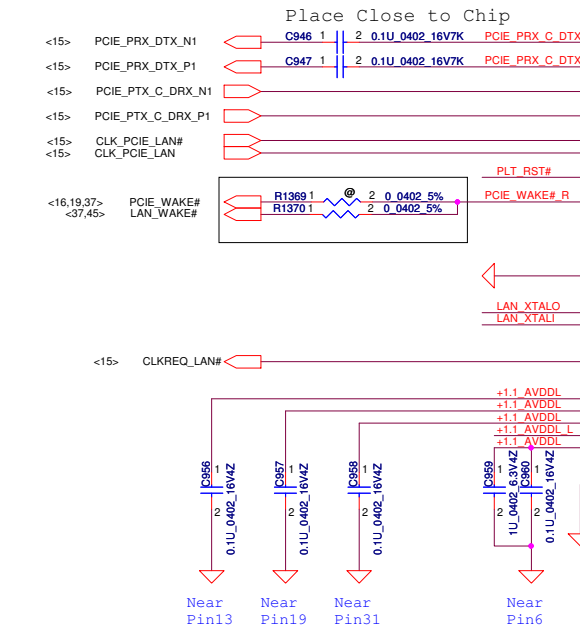 Place Close to Chip
<15> PCIE_PRX_DTX_N1 C946 1 2 0.1U_0402_16V7K PCIE_PRX_C_DTX
<15> PCIE_PRX_DTX_P1 C947 1 2 0.1U_0402_16V7K PCIE_PRX_C_DTX
<15> PCIE_PTX_C_DRX_N1
<15> PCIE_PTX_C_DRX_P1
<15> CLK_PCIE_LAN#
<15> CLK_PCIE_LAN
PLT_RST#
<16,19,37> PCIE_WAKE# R1369 1 @ 2 0_0402_5% PCIE_WAKE#_R
<37,45> LAN_WAKE# R1370 1 2 0_0402_5%
LAN_XTALO
LAN_XTALI
<15> CLKREQ_LAN#
+1.1_AVDDL
+1.1_AVDDL
+1.1_AVDDL
+1.1_AVDDL_L
+1.1_AVDDL
C956 1 2 0.1U_0402_16V4Z
C957 1 2 0.1U_0402_16V4Z
C958 1 2 0.1U_0402_16V4Z
C959 1 2 1U_0402_6.3V4Z
C960 1 2 0.1U_0402_16V4Z
Near Pin13
Near Pin19
Near Pin31
Near Pin6